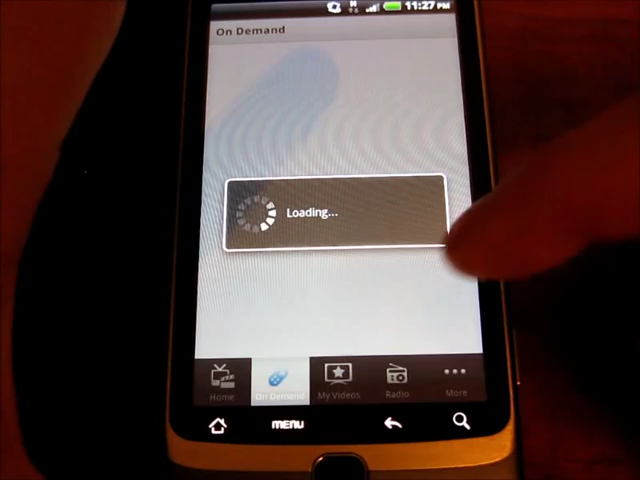 11:27 PM
On Demand
Loading...
Home
On Demand
My Videos
Radio
More
MENU